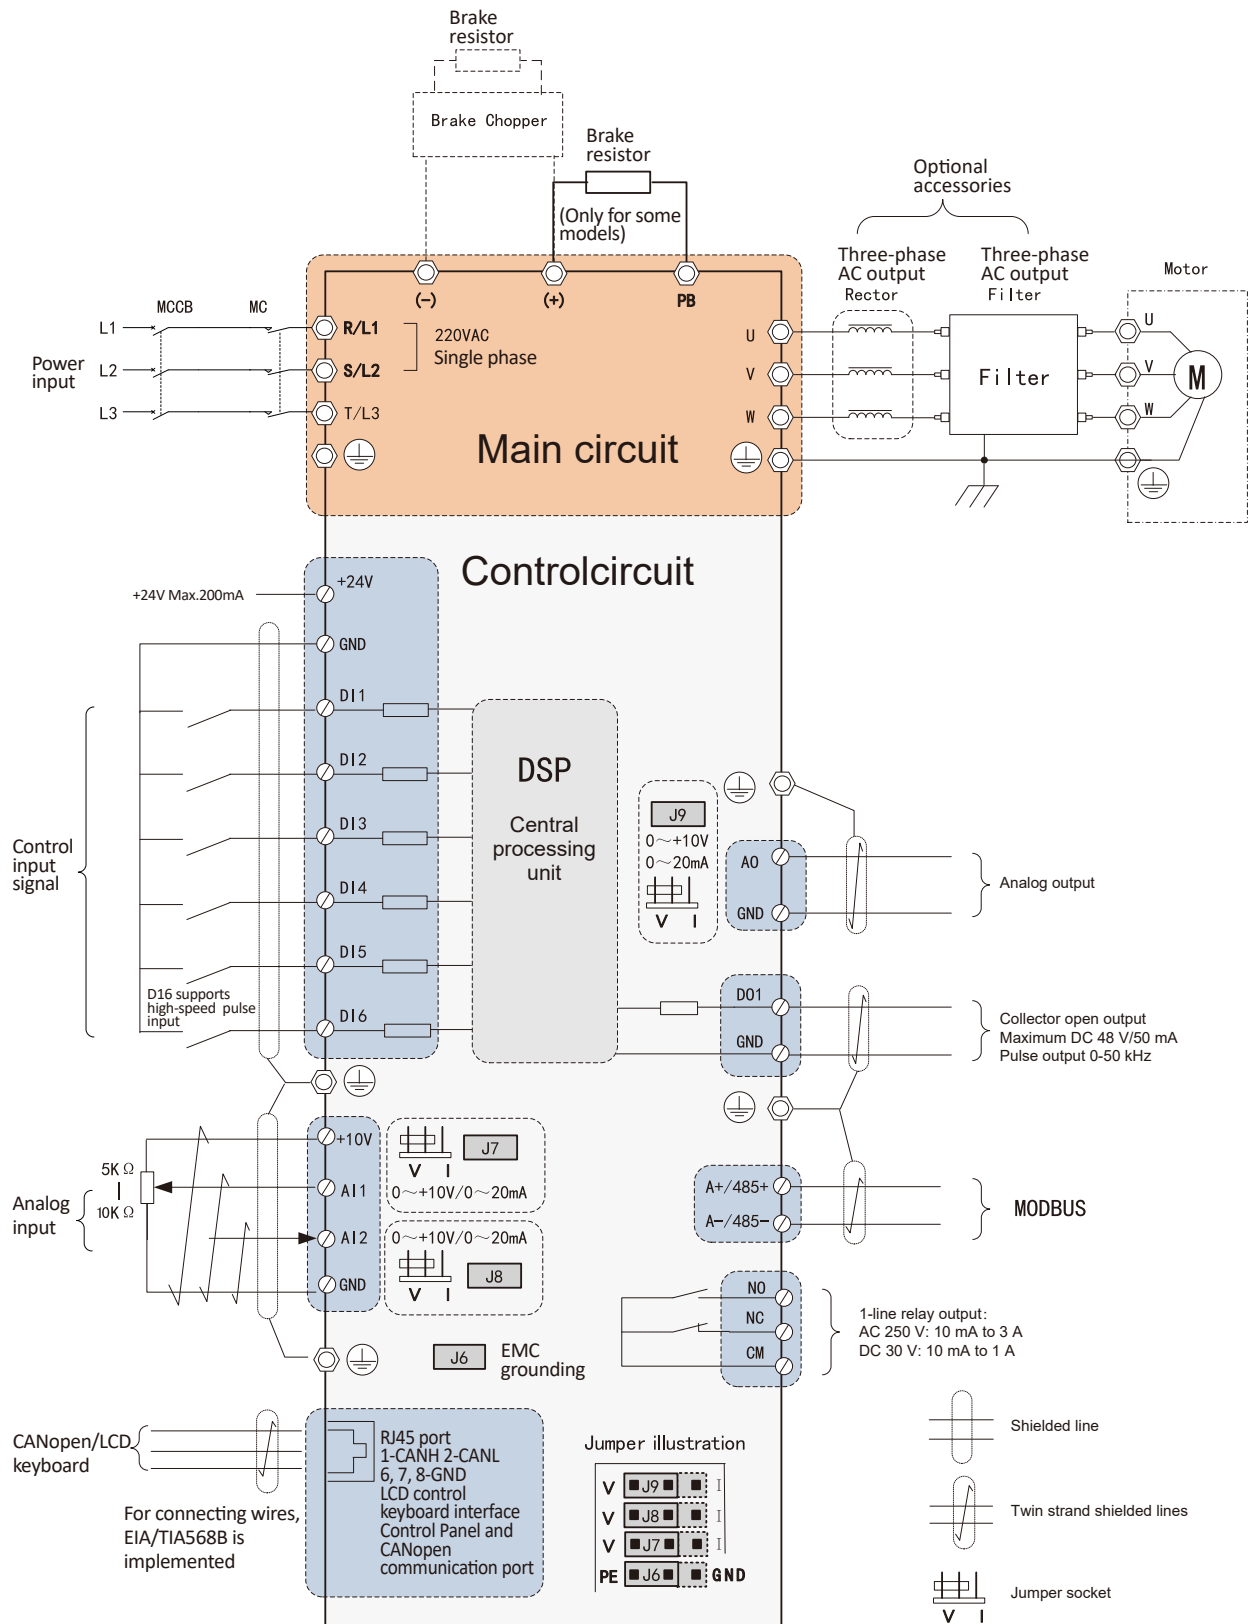 Brake
resistor
Brake Chopper
Brake
resistor
(Only for some
models)
Optional
accessories
Three-phase
AC output
Rector
Three-phase
AC output
Filter
Motor
(-)
(+)
PB
MCCB
MC
Power
input
L1
L2
L3
R/L1
S/L2
T/L3
220VAC
Single phase
U
V
W
Filter
U
V
W
M
Main circuit
Controlcircuit
+24V Max.200mA
+24V
GND
DI1
DI2
DI3
DI4
DI5
DI6
Control
input
signal
D16 supports
high-speed pulse
input
DSP
Central
processing
unit
J9
0～+10V
0～20mA
V I
AO
GND
Analog output
DO1
GND
Collector open output
Maximum DC 48 V/50 mA
Pulse output 0-50 kHz
Analog
input
5K Ω
10K Ω
+10V
AI1
AI2
GND
J7
V I
0～+10V/0～20mA
0～+10V/0～20mA
J8
V I
A+/485+
A-/485-
MODBUS
NO
NC
CM
1-line relay output:
AC 250 V: 10 mA to 3 A
DC 30 V: 10 mA to 1 A
J6
EMC
grounding
CANopen/LCD
keyboard
For connecting wires,
EIA/TIA568B is
implemented
RJ45 port
1-CANH 2-CANL
6, 7, 8-GND
LCD control
keyboard interface
Control Panel and
CANopen
communication port
Jumper illustration
V J9 I
V J8 I
V J7 I
PE J6 GND
Shielded line
Twin strand shielded lines
Jumper socket
V I